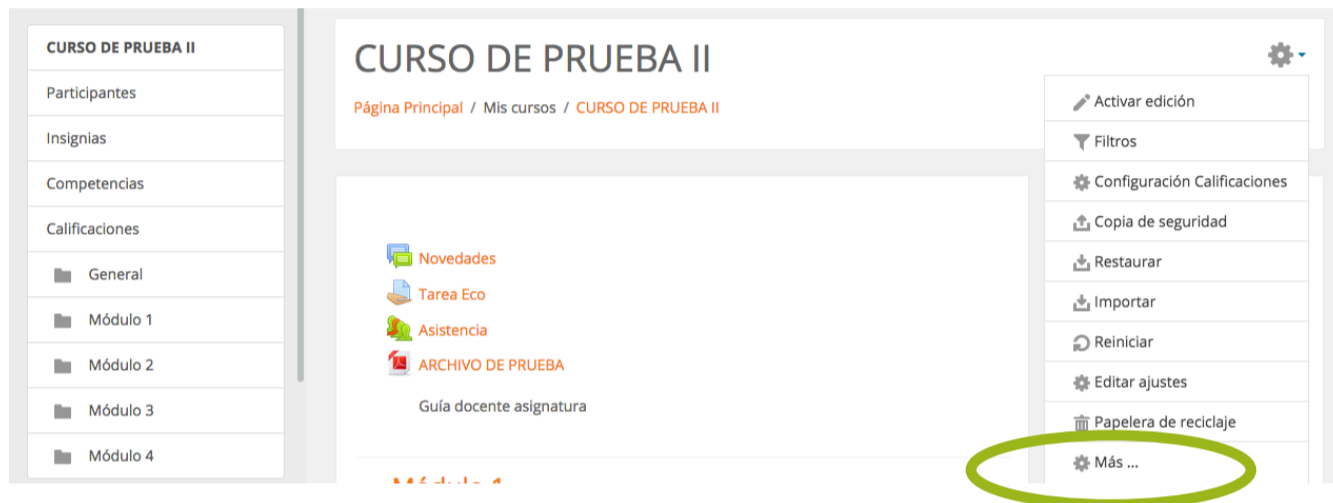 CURSO DE PRUEBA II
Participantes
Insignias
Competencias
Calificaciones
General
Módulo 1
Módulo 2
Módulo 3
Módulo 4
CURSO DE PRUEBA II
Página Principal / Mis cursos / CURSO DE PRUEBA II
Novedades
Tarea Eco
Asistencia
ARCHIVO DE PRUEBA
Guía docente asignatura
Módulo 1
Activar edición
Filtros
Configuración Calificaciones
Copia de seguridad
Restaurar
Importar
Reiniciar
Editar ajustes
Papelera de reciclaje
Más ...